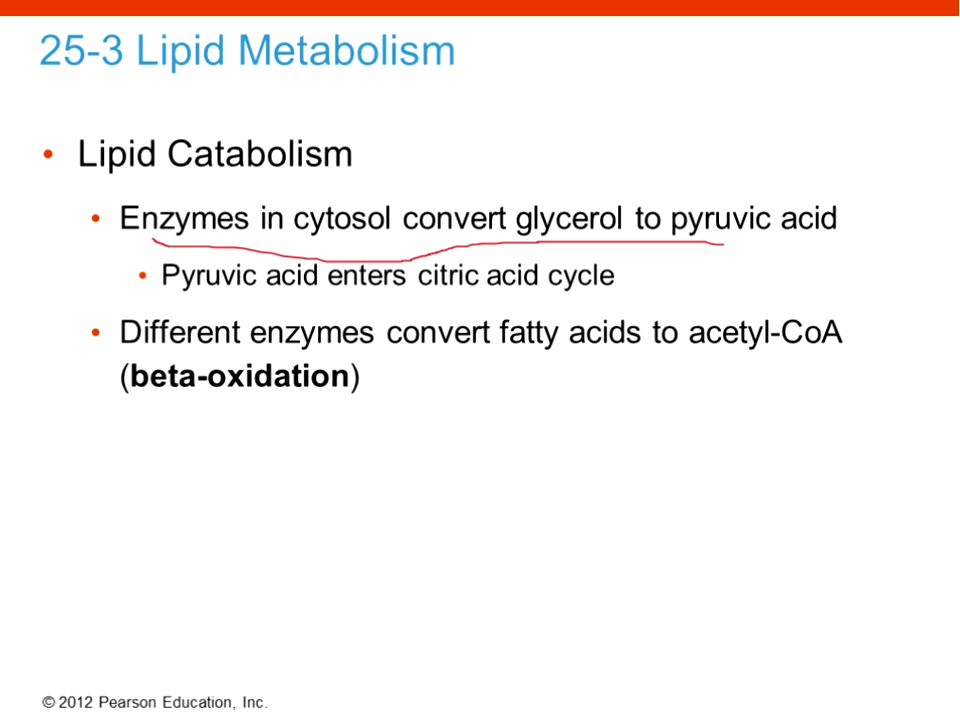 25-3 Lipid Metabolism
• Lipid Catabolism
• Enzymes in cytosol convert glycerol to pyruvic acid
• Pyruvic acid enters citric acid cycle
• Different enzymes convert fatty acids to acetyl-CoA
(beta-oxidation)
© 2012 Pearson Education, Inc.